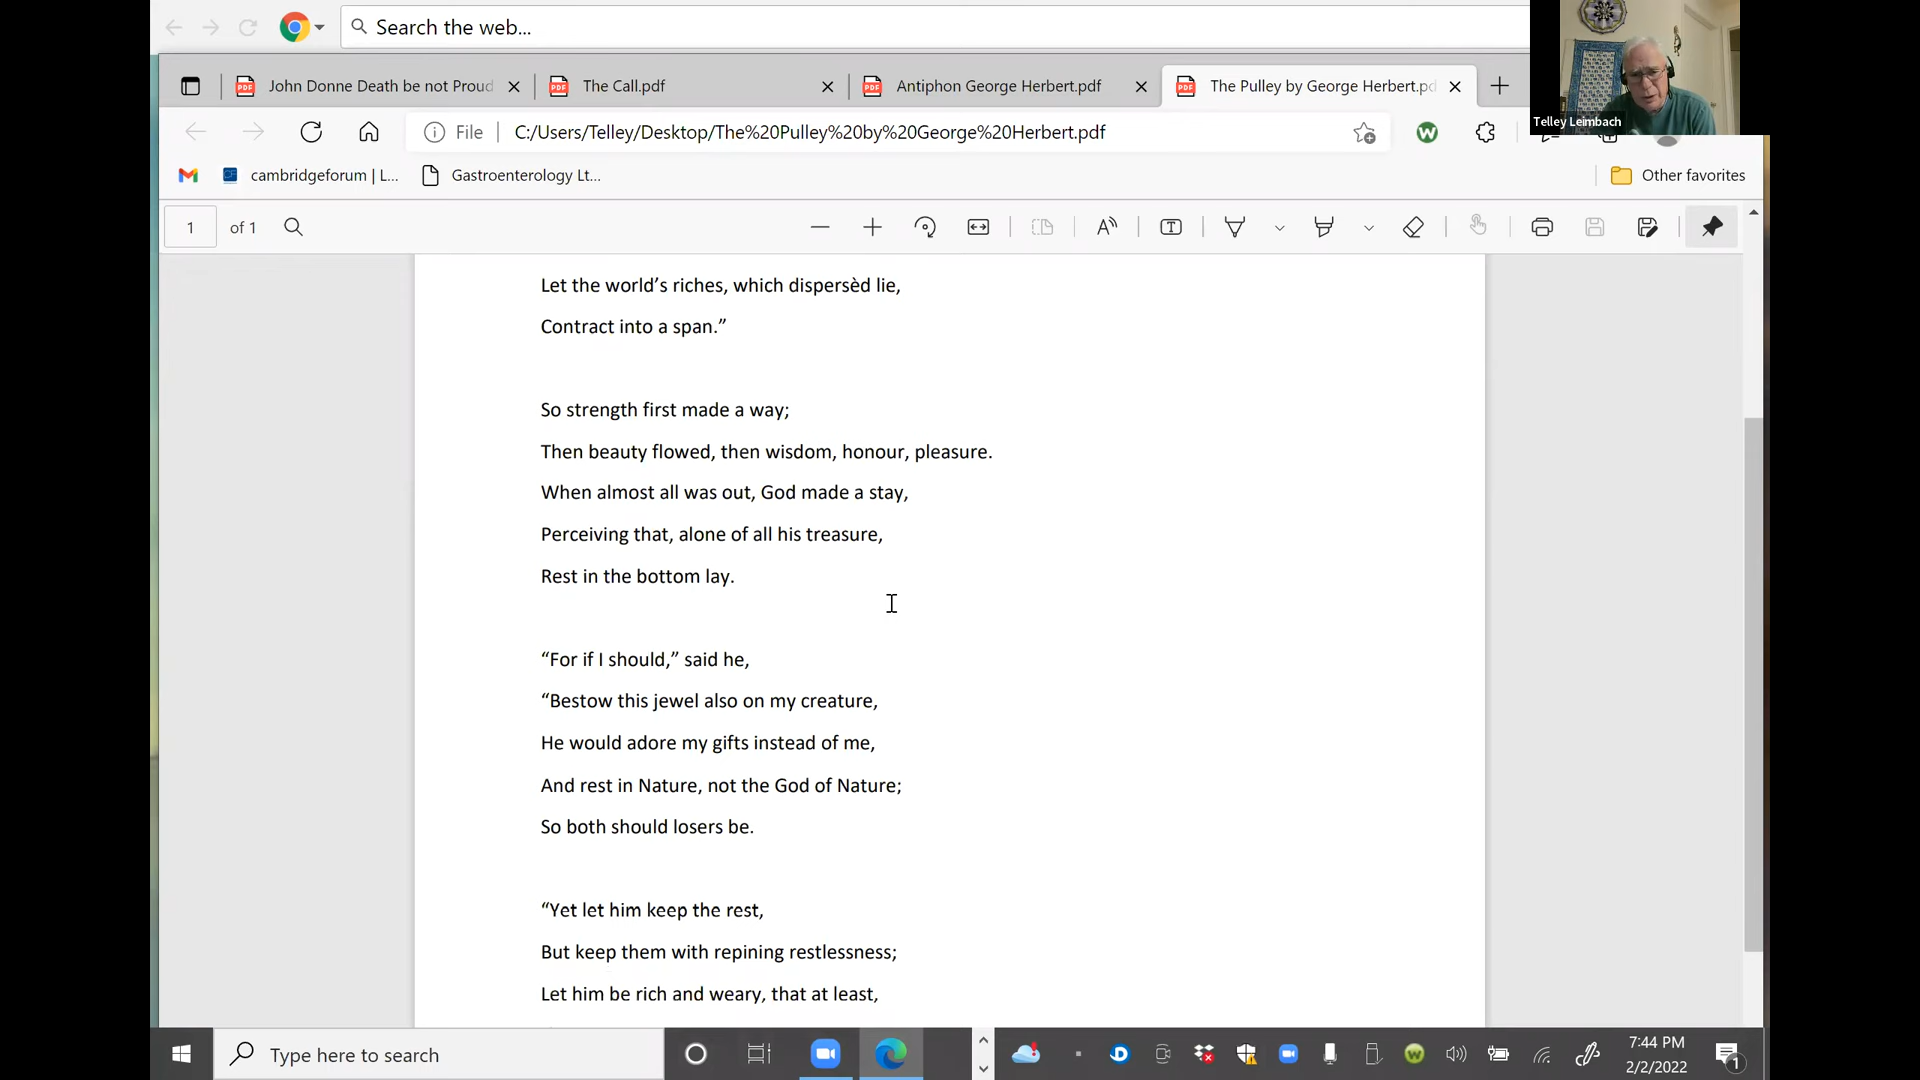 Search the web...
John Donne Death be not Proud
The Call.pdf
Antiphon George Herbert.pdf
The Pulley by George Herbert.pd
Telley Leimbach
File
C:/Users/Telley/Desktop/The%20Pulley%20by%20George%20Herbert.pdf
cambridgeforum | L...
Gastroenterology Lt...
Other favorites
1
of 1
Let the world’s riches, which dispersèd lie,
Contract into a span.”
So strength first made a way;
Then beauty flowed, then wisdom, honour, pleasure.
When almost all was out, God made a stay,
Perceiving that, alone of all his treasure,
Rest in the bottom lay.
“For if I should,” said he,
“Bestow this jewel also on my creature,
He would adore my gifts instead of me,
And rest in Nature, not the God of Nature;
So both should losers be.
“Yet let him keep the rest,
But keep them with repining restlessness;
Let him be rich and weary, that at least,
Type here to search
7:44 PM
2/2/2022
1